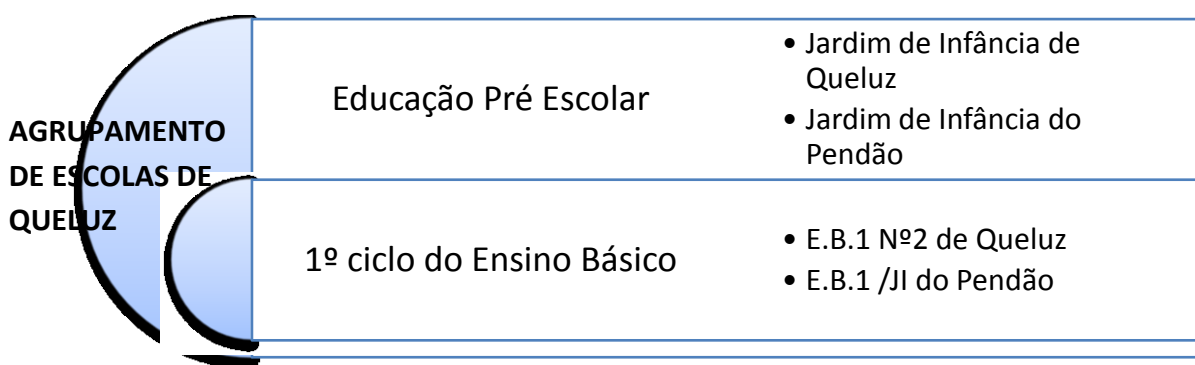 AGRUPAMENTO
DE ESCOLAS DE
QUELUZ
Educação Pré Escolar
• Jardim de Infância de
Queluz
• Jardim de Infância do
Pendão
1º ciclo do Ensino Básico
• E.B.1 Nº2 de Queluz
• E.B.1 /JI do Pendão